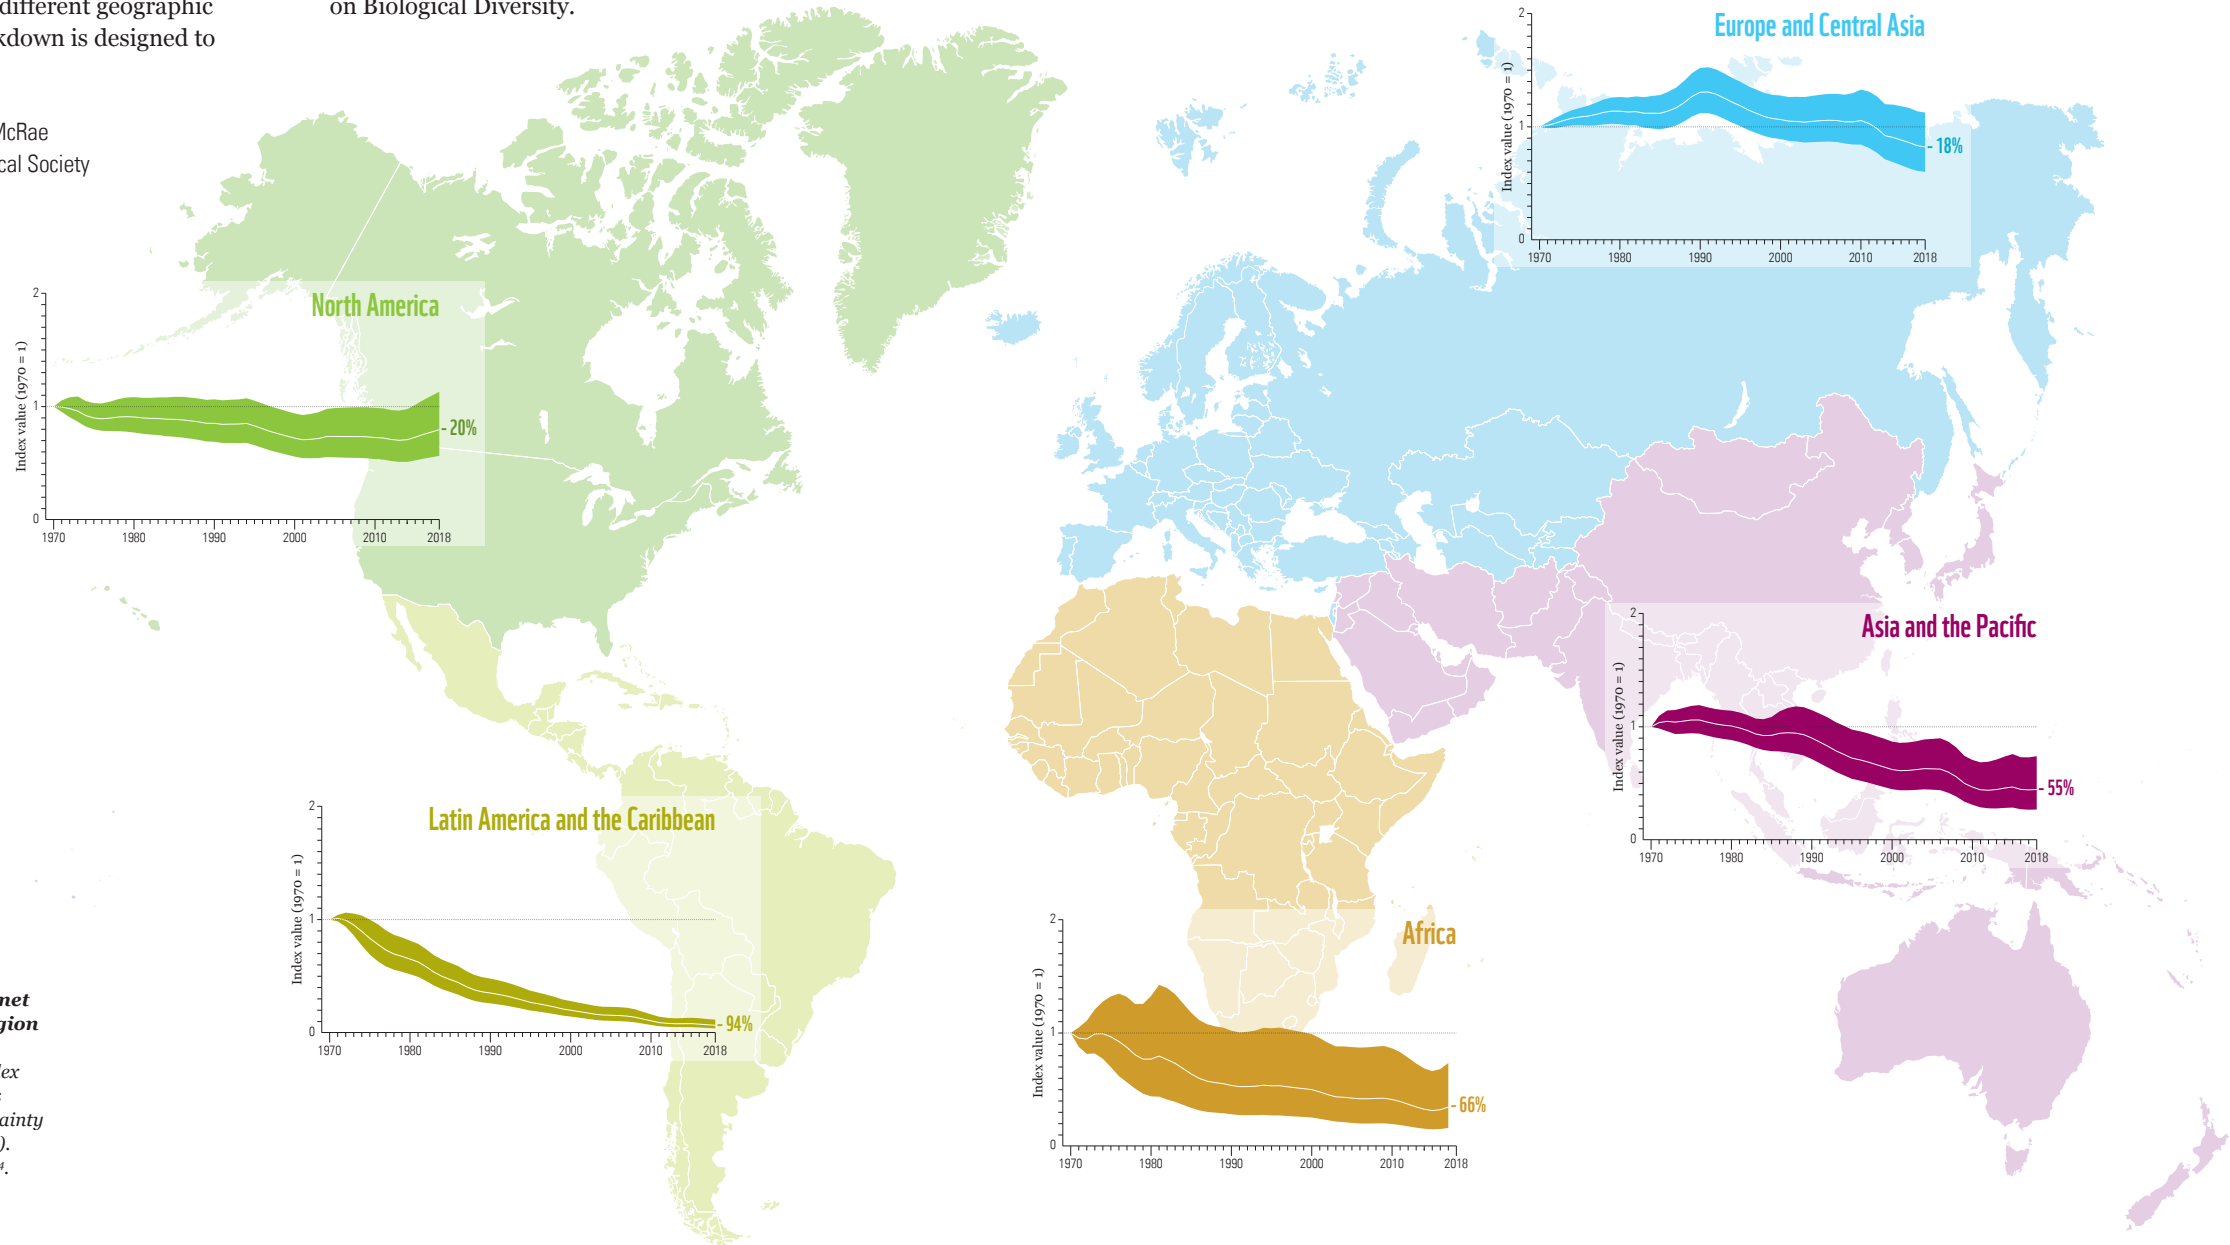 different geographic
kdown is designed to
on Biological Diversity.
McRae
cal Society
Europe and Central Asia
Index value (1970 = 1)
2
1
0
- 18%
1970 1980 1990 2000 2010 2018
North America
Index value (1970 = 1)
2
1
0
- 20%
1970 1980 1990 2000 2010 2018
Asia and the Pacific
Index value (1970 = 1)
2
1
0
- 55%
1970 1980 1990 2000 2010 2018
Latin America and the Caribbean
Index value (1970 = 1)
2
1
0
- 94%
1970 1980 1990 2000 2010 2018
Africa
Index value (1970 = 1)
2
1
0
- 66%
1970 1980 1990 2000 2010 2018
net
gion
lex
ainty
).